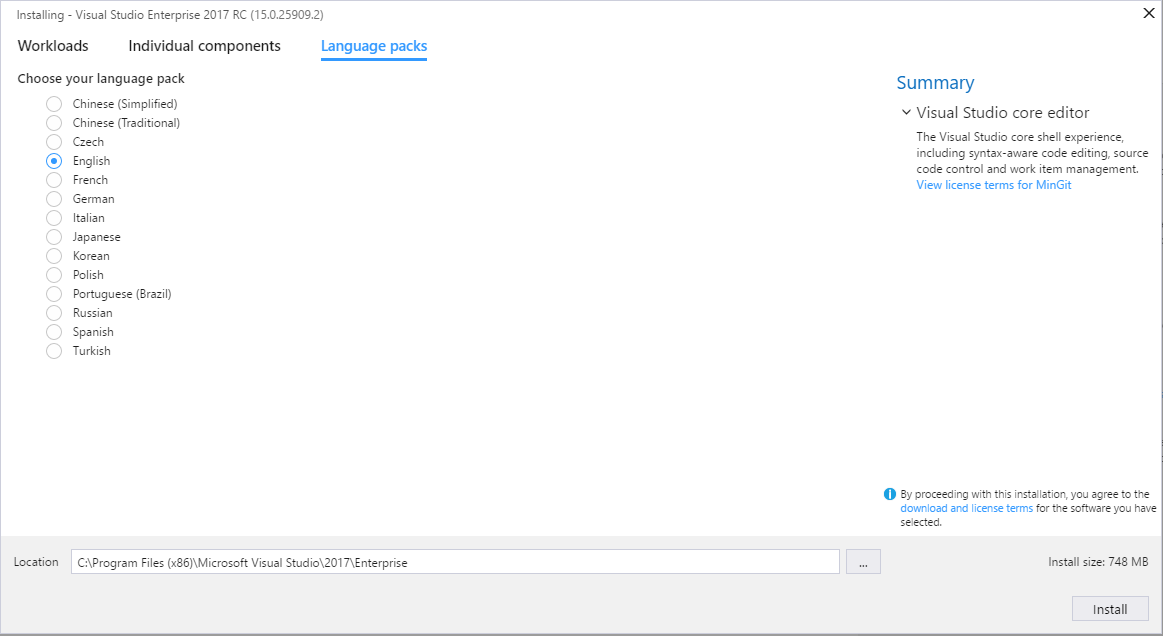 Installing - Visual Studio Enterprise 2017 RC (15.0.25909.2)
Workloads Individual components Language packs
Choose your language pack
Chinese (Simplified)
Chinese (Traditional)
Czech
English
French
German
Italian
Japanese
Korean
Polish
Portuguese (Brazil)
Russian
Spanish
Turkish
Summary
Visual Studio core editor
The Visual Studio core shell experience,
including syntax-aware code editing, source
code control and work item management.
View license terms for MinGit
By proceeding with this installation, you agree to the
download and license terms for the software you have
selected.
Location C:\Program Files (x86)\Microsoft Visual Studio\2017\Enterprise ... Install size: 748 MB
Install